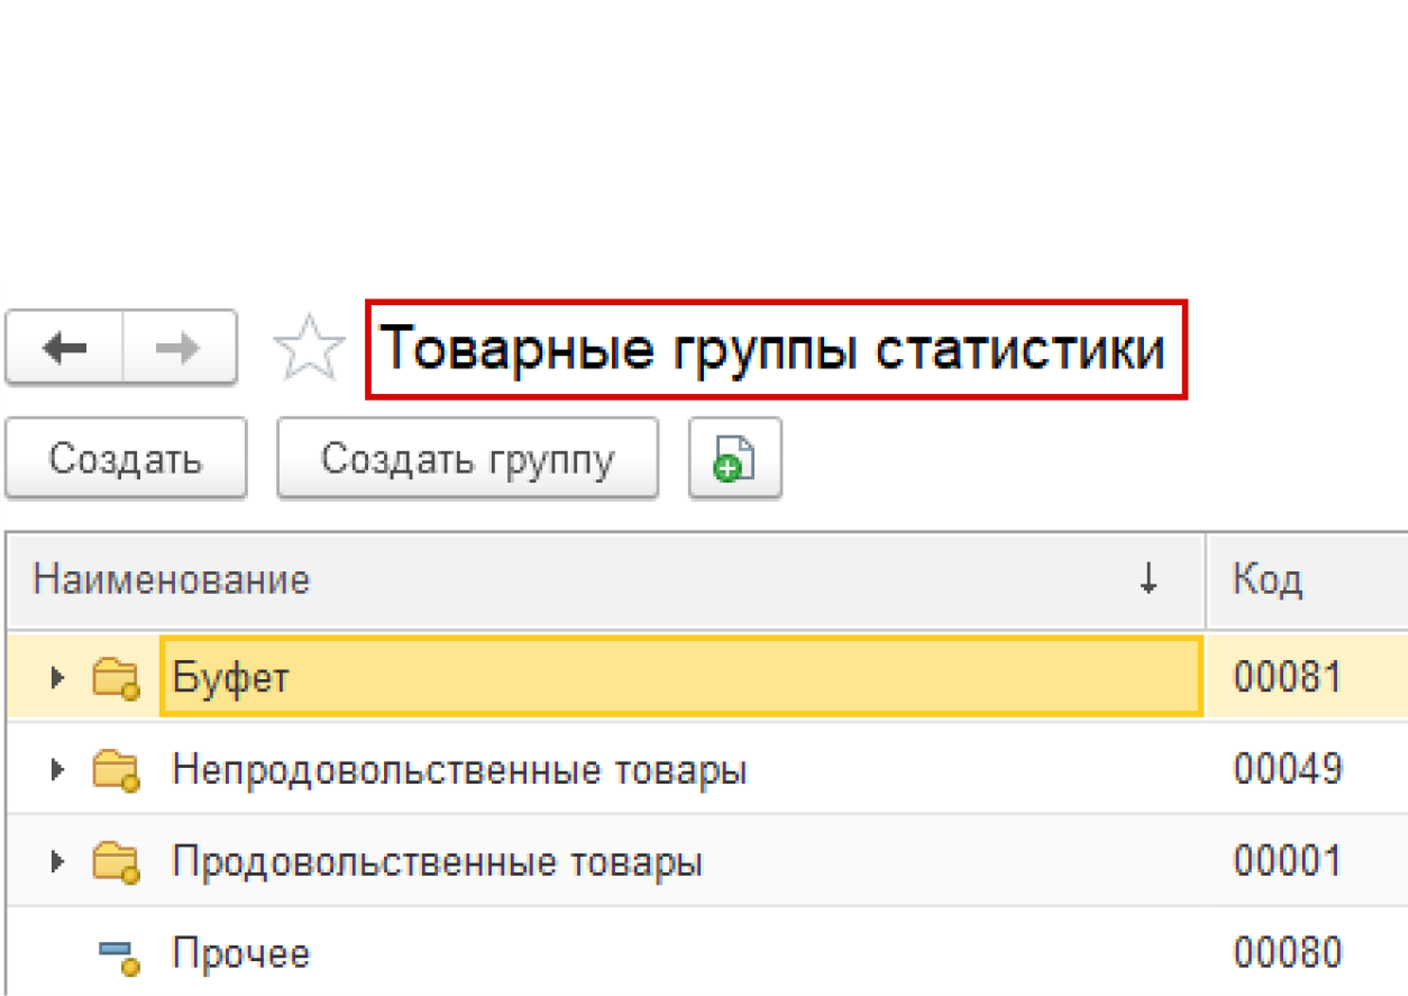 Товарные группы статистики
Создать Создать группу
Наименование ↓ Код
Буфет 00081
Непродовольственные товары 00049
Продовольственные товары 00001
Прочее 00080